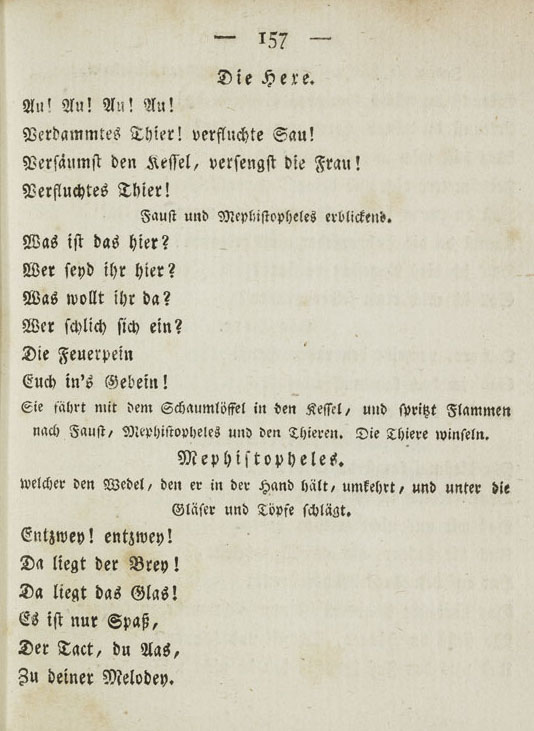 — 157 —
Die Hexe.
Au! Au! Au! Au!
Verdammtes Thier! verfluchte Sau!
Versäumst den Kessel, versengst die Frau!
Verfluchtes Thier!
Faust und Mephistopheles erblickend.
Was ist das hier?
Wer seyd ihr hier?
Was wollt ihr da?
Wer schlich sich ein?
Die Feuerpein
Euch in's Gebein!
Sie fährt mit dem Schaumlöffel in den Kessel, und spritzt Flammen
nach Faust, Mephistopheles und den Thieren. Die Thiere winseln.
Mephistopheles.
welcher den Wedel, den er in der Hand hält, umkehrt, und unter die
Gläser und Töpfe schlägt.
Entzwey! entzwey!
Da liegt der Brey!
Da liegt das Glas!
Es ist nur Spaß,
Der Tact, du Aas,
Zu deiner Melodey.